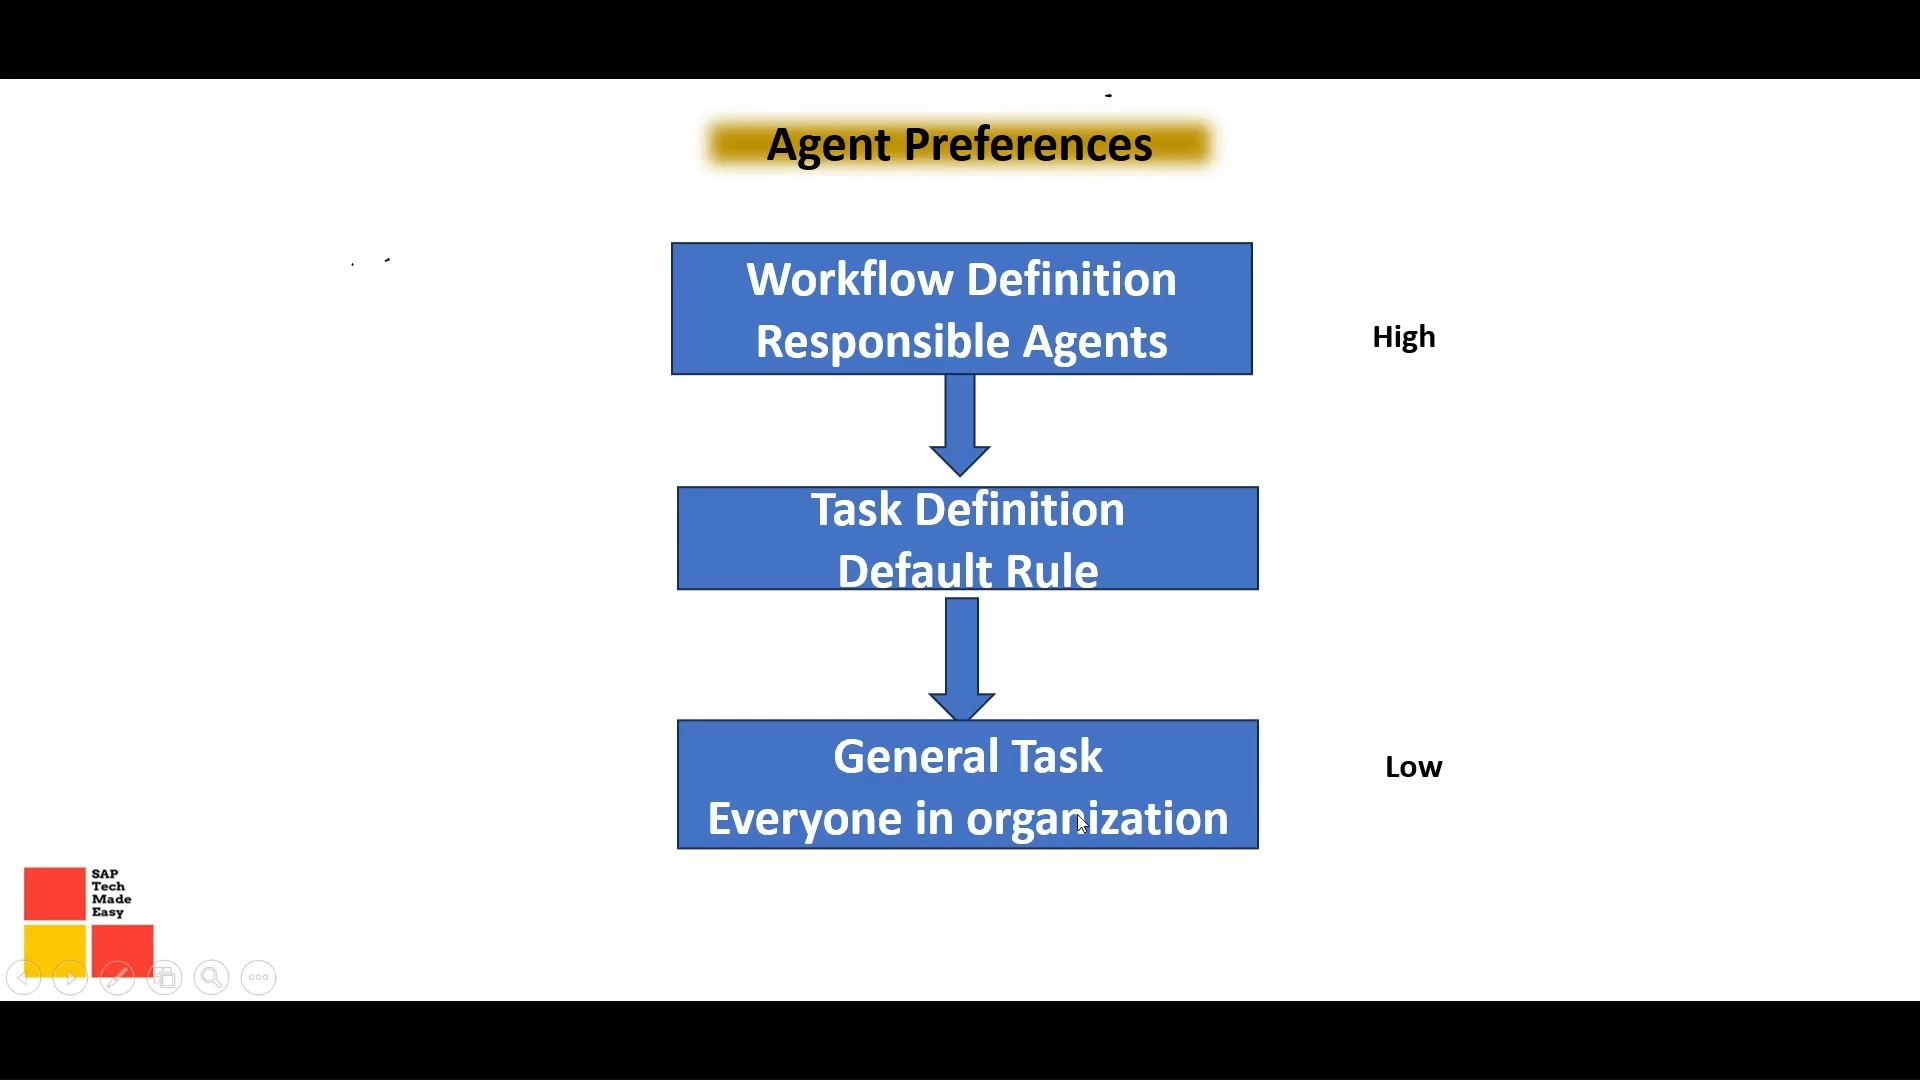 Agent Preferences
Workflow Definition
Responsible Agents
High
Task Definition
Default Rule
General Task
Everyone in organization
Low
SAP
Tech
Made
Easy